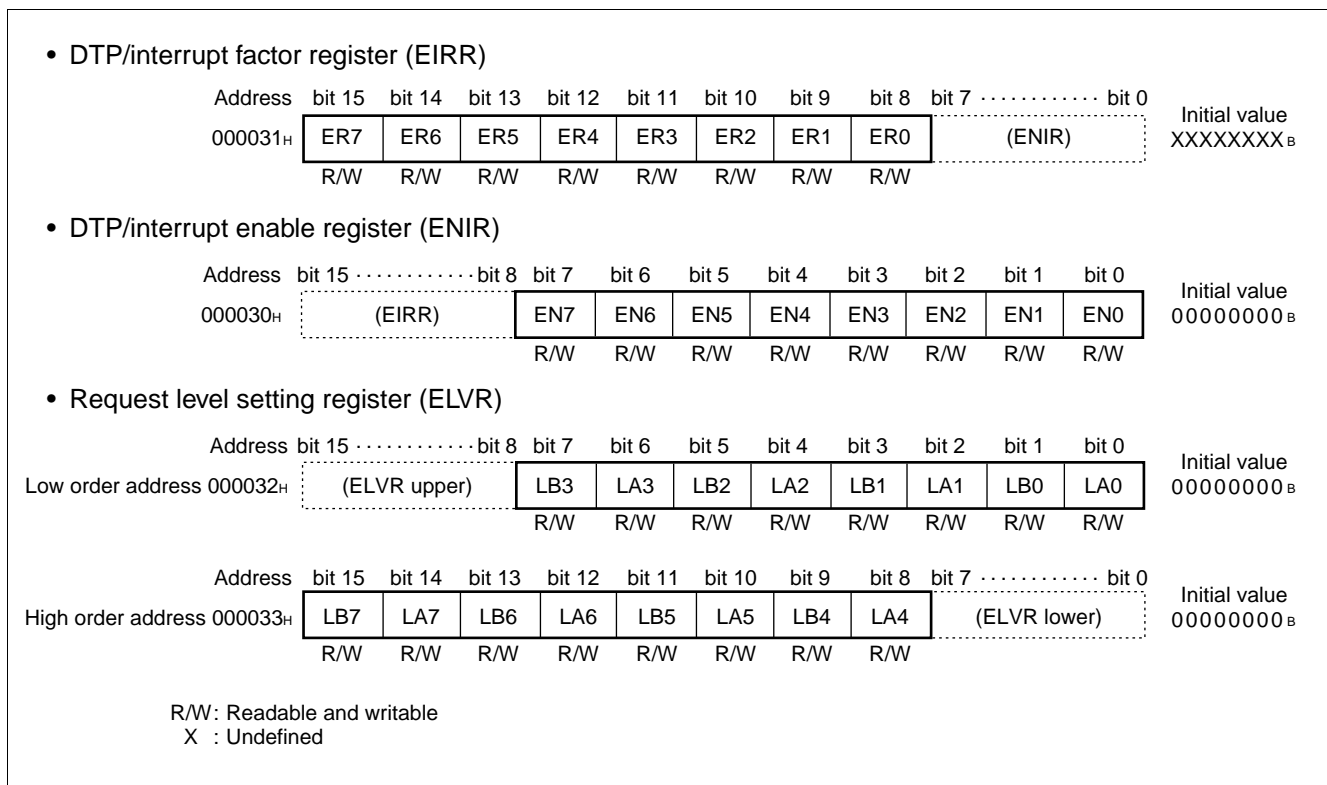 • DTP/interrupt factor register (EIRR)
Address bit 15 bit 14 bit 13 bit 12 bit 11 bit 10 bit 9 bit 8 bit 7 ············ bit 0 Initial value
000031H ER7 ER6 ER5 ER4 ER3 ER2 ER1 ER0 (ENIR) XXXXXXXX B
R/W R/W R/W R/W R/W R/W R/W R/W
• DTP/interrupt enable register (ENIR)
Address bit 15 ············ bit 8 bit 7 bit 6 bit 5 bit 4 bit 3 bit 2 bit 1 bit 0 Initial value
000030H (EIRR) EN7 EN6 EN5 EN4 EN3 EN2 EN1 EN0 00000000 B
R/W R/W R/W R/W R/W R/W R/W R/W
• Request level setting register (ELVR)
Address bit 15 ············ bit 8 bit 7 bit 6 bit 5 bit 4 bit 3 bit 2 bit 1 bit 0 Initial value
Low order address 000032H (ELVR upper) LB3 LA3 LB2 LA2 LB1 LA1 LB0 LA0 00000000 B
R/W R/W R/W R/W R/W R/W R/W R/W
Address bit 15 bit 14 bit 13 bit 12 bit 11 bit 10 bit 9 bit 8 bit 7 ············ bit 0 Initial value
High order address 000033H LB7 LA7 LB6 LA6 LB5 LA5 LB4 LA4 (ELVR lower) 00000000 B
R/W R/W R/W R/W R/W R/W R/W R/W
R/W : Readable and writable
X : Undefined